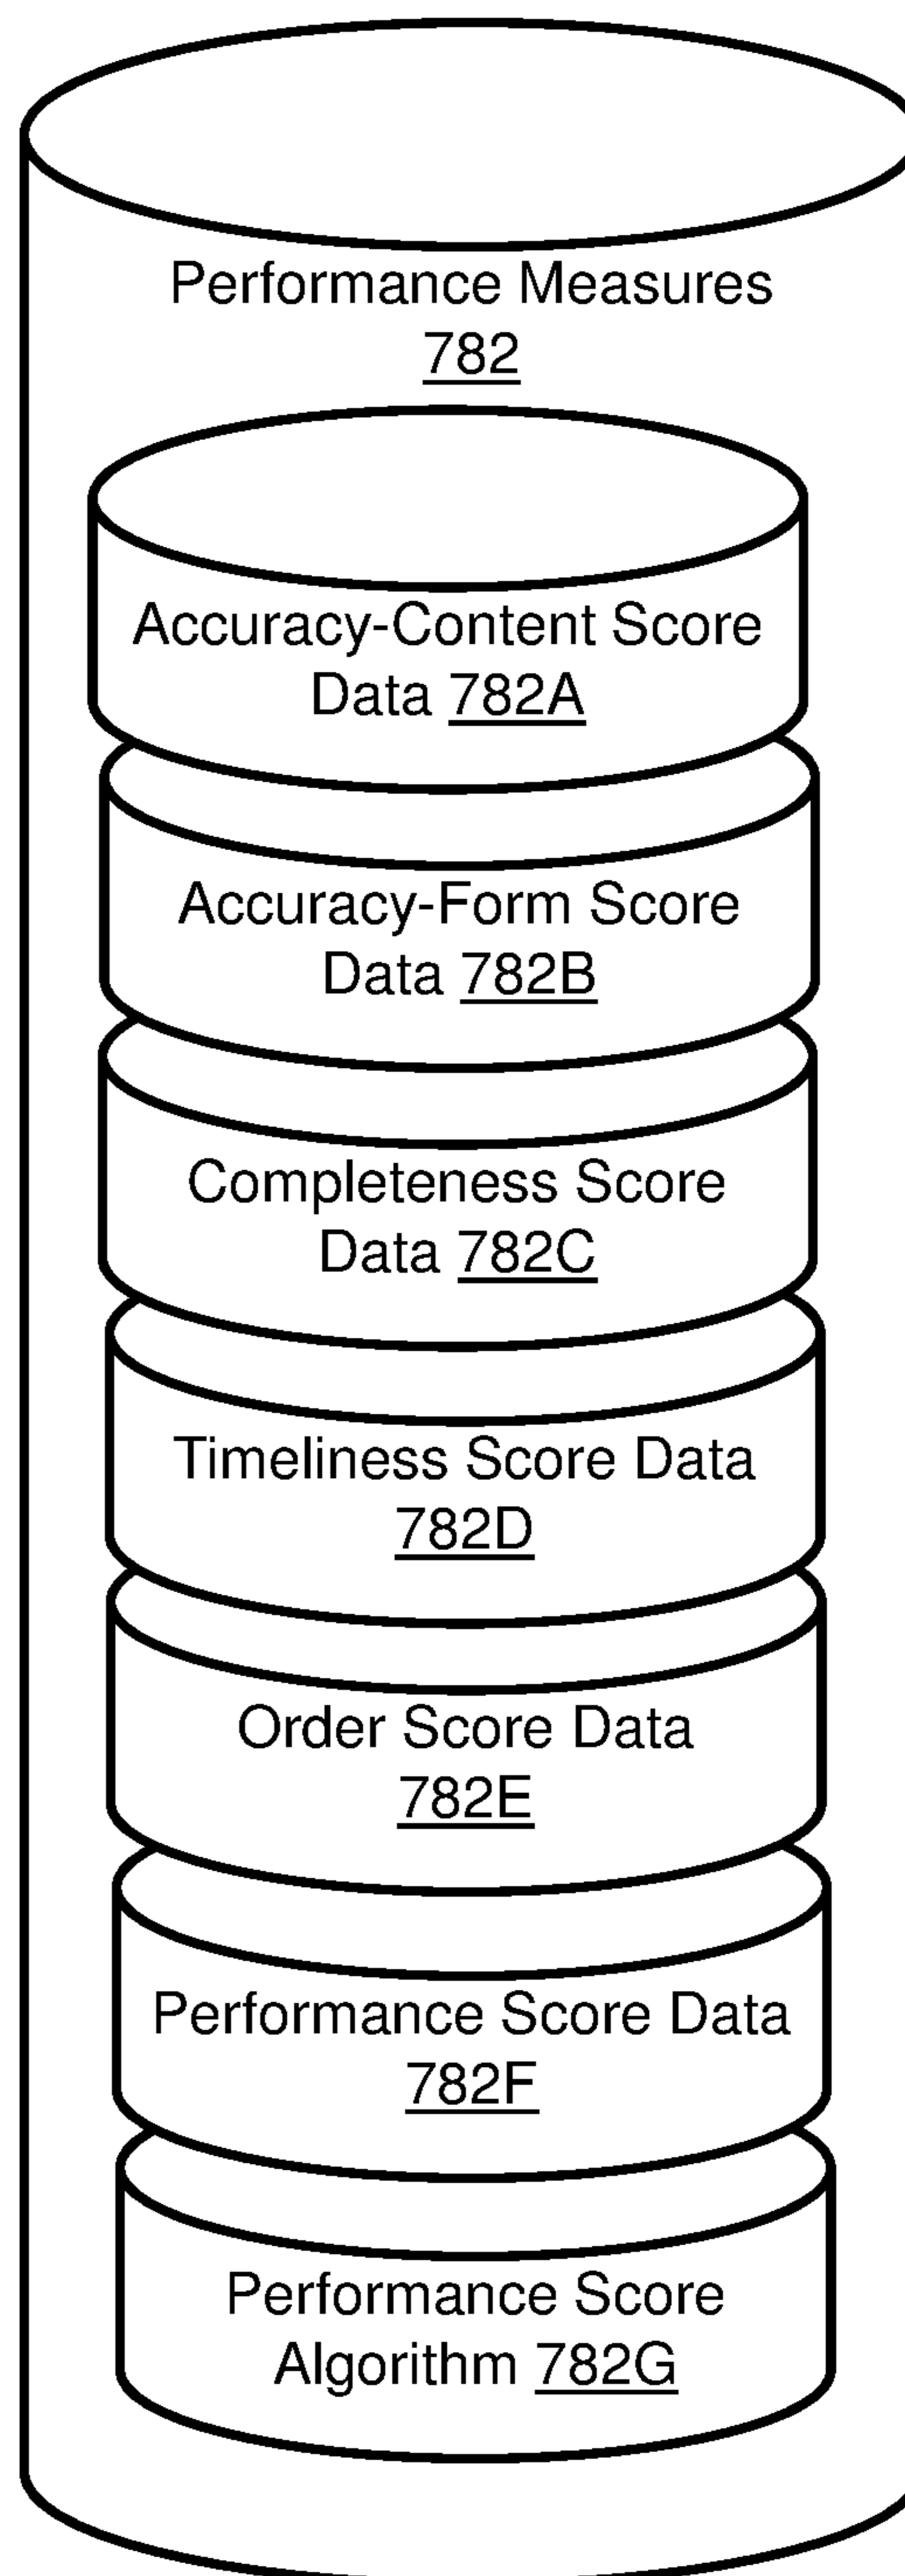 Performance Measures
782
Accuracy-Content Score
Data 782A
Accuracy-Form Score
Data 782B
Completeness Score
Data 782C
Timeliness Score Data
782D
Order Score Data
782E
Performance Score Data
782F
Performance Score
Algorithm 782G